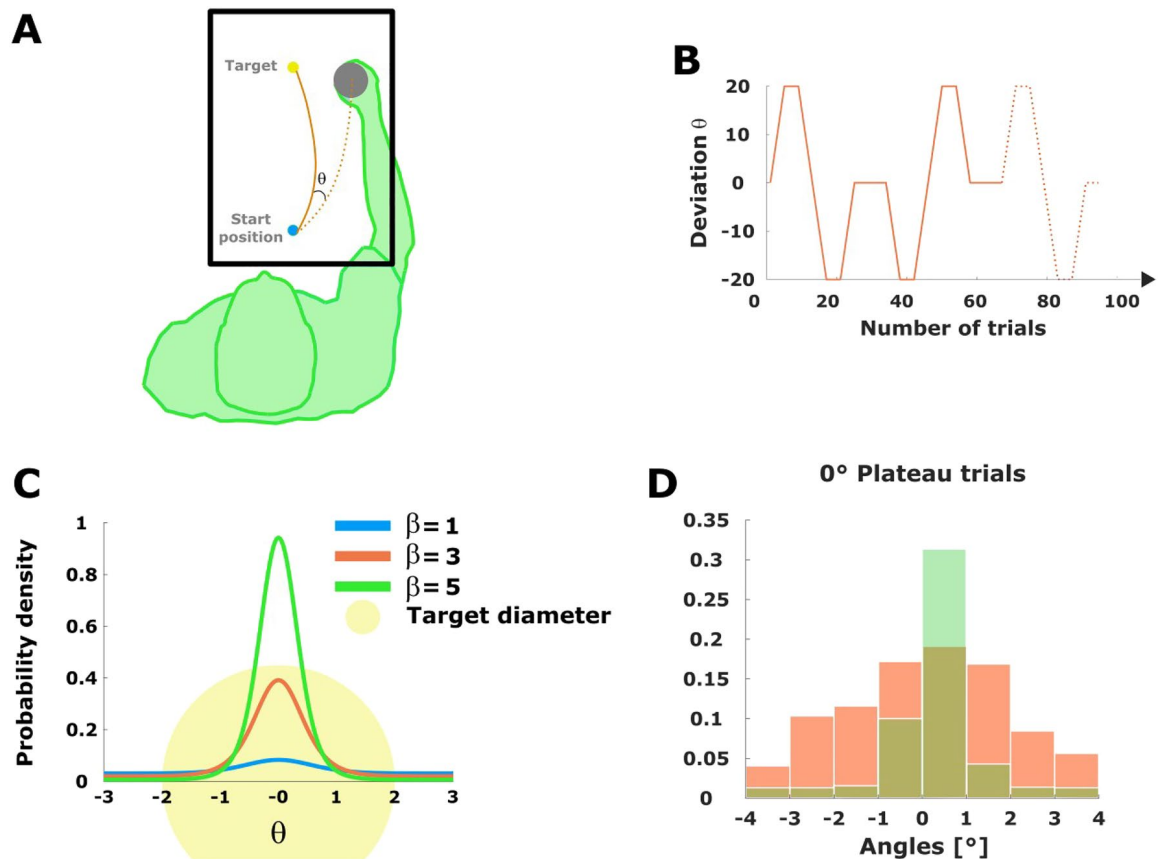 A
Target
θ
Start
position
B
Deviation θ
20
10
0
-10
-20
0
20
40
60
80
100
Number of trials
C
Probability density
1
0.8
0.6
0.4
0.2
0
-3
-2
-1
-0
1
2
3
θ
β= 1
β= 3
β= 5
Target diameter
D
0° Plateau trials
0.35
0.3
0.25
0.2
0.15
0.1
0.05
0
-4
-3
-2
-1
0
1
2
3
4
Angles [°]